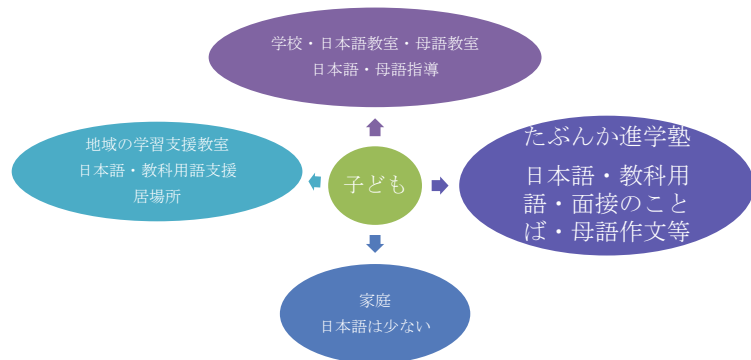 学校・日本語教室・母語教室
日本語・母語指導
地域の学習支援教室
日本語・教科用語支援
居場所
子ども
たぶんか進学塾
日本語・教科用
語・面接のこと
ば・母語作文等
家庭
日本語は少ない